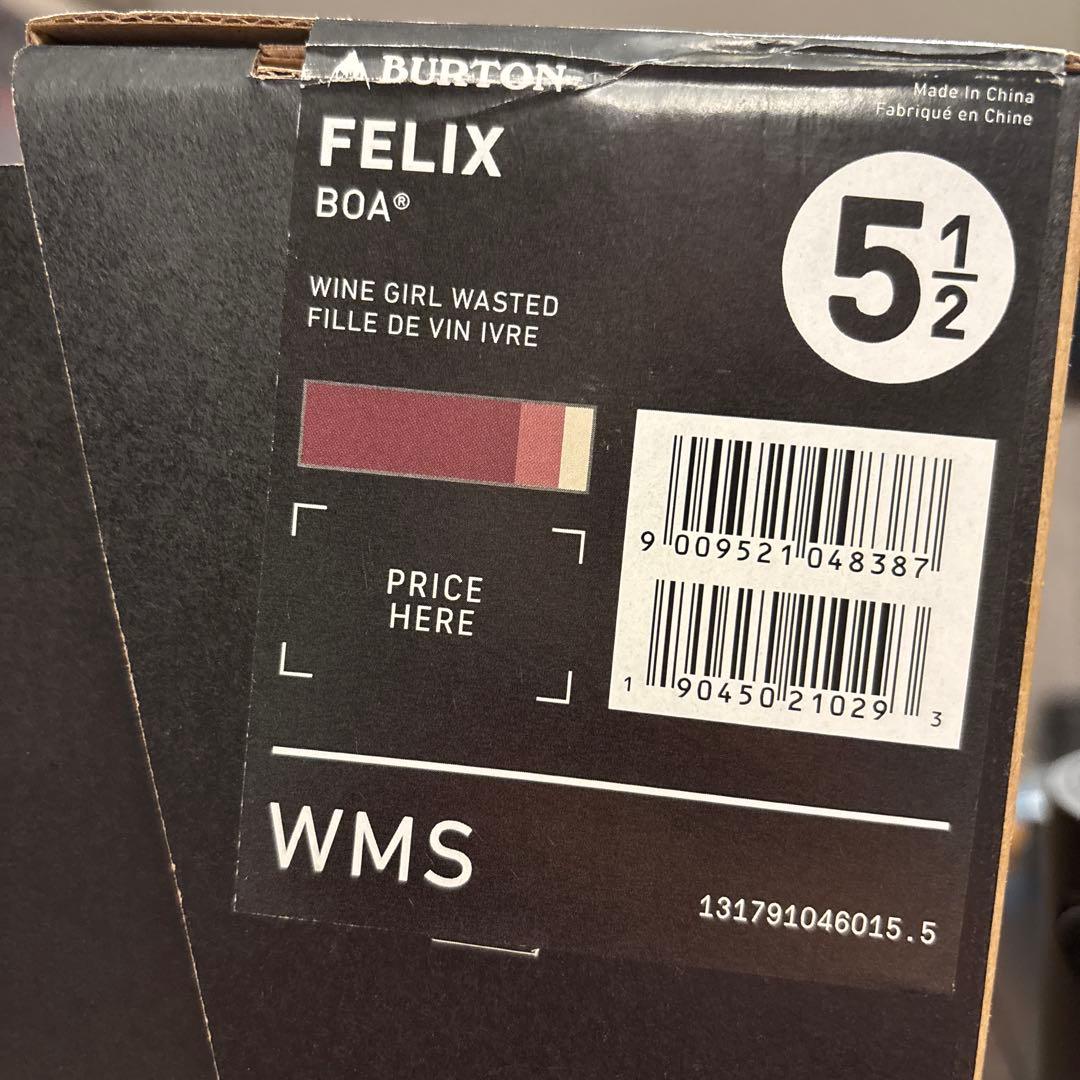 BURTON
Made In China
Fabriqué en Chine
FELIX
BOA®
5 1/2
WINE GIRL WASTED
FILLE DE VIN IVRE
9 009521 048387
PRICE
HERE
1 90450 21029 3
WMS
131791046015.5